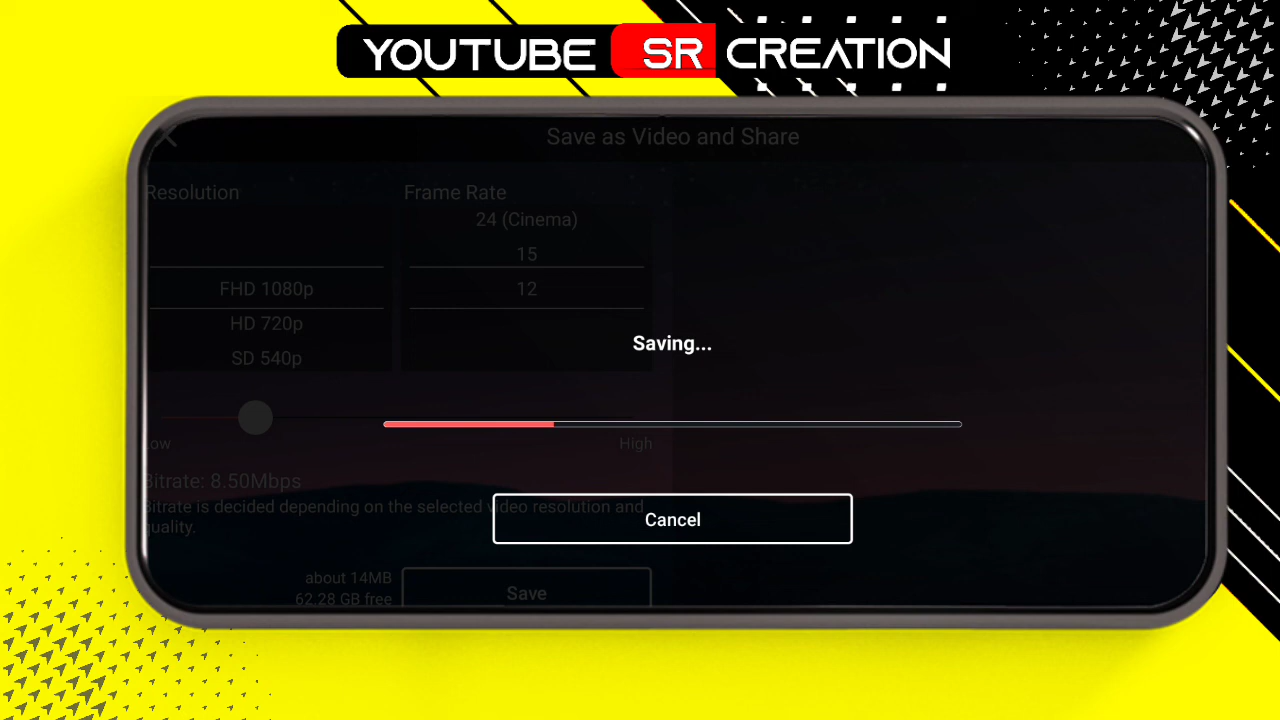 YOUTUBE SR CREATION
Save as Video and Share
Resolution
Frame Rate
24 (Cinema)
15
12
FHD 1080p
HD 720p
SD 540p
Saving...
Low
High
Bitrate: 8.50Mbps
Bitrate is decided depending on the selected video resolution and
quality.
Cancel
about 14MB
62.28 GB free
Save